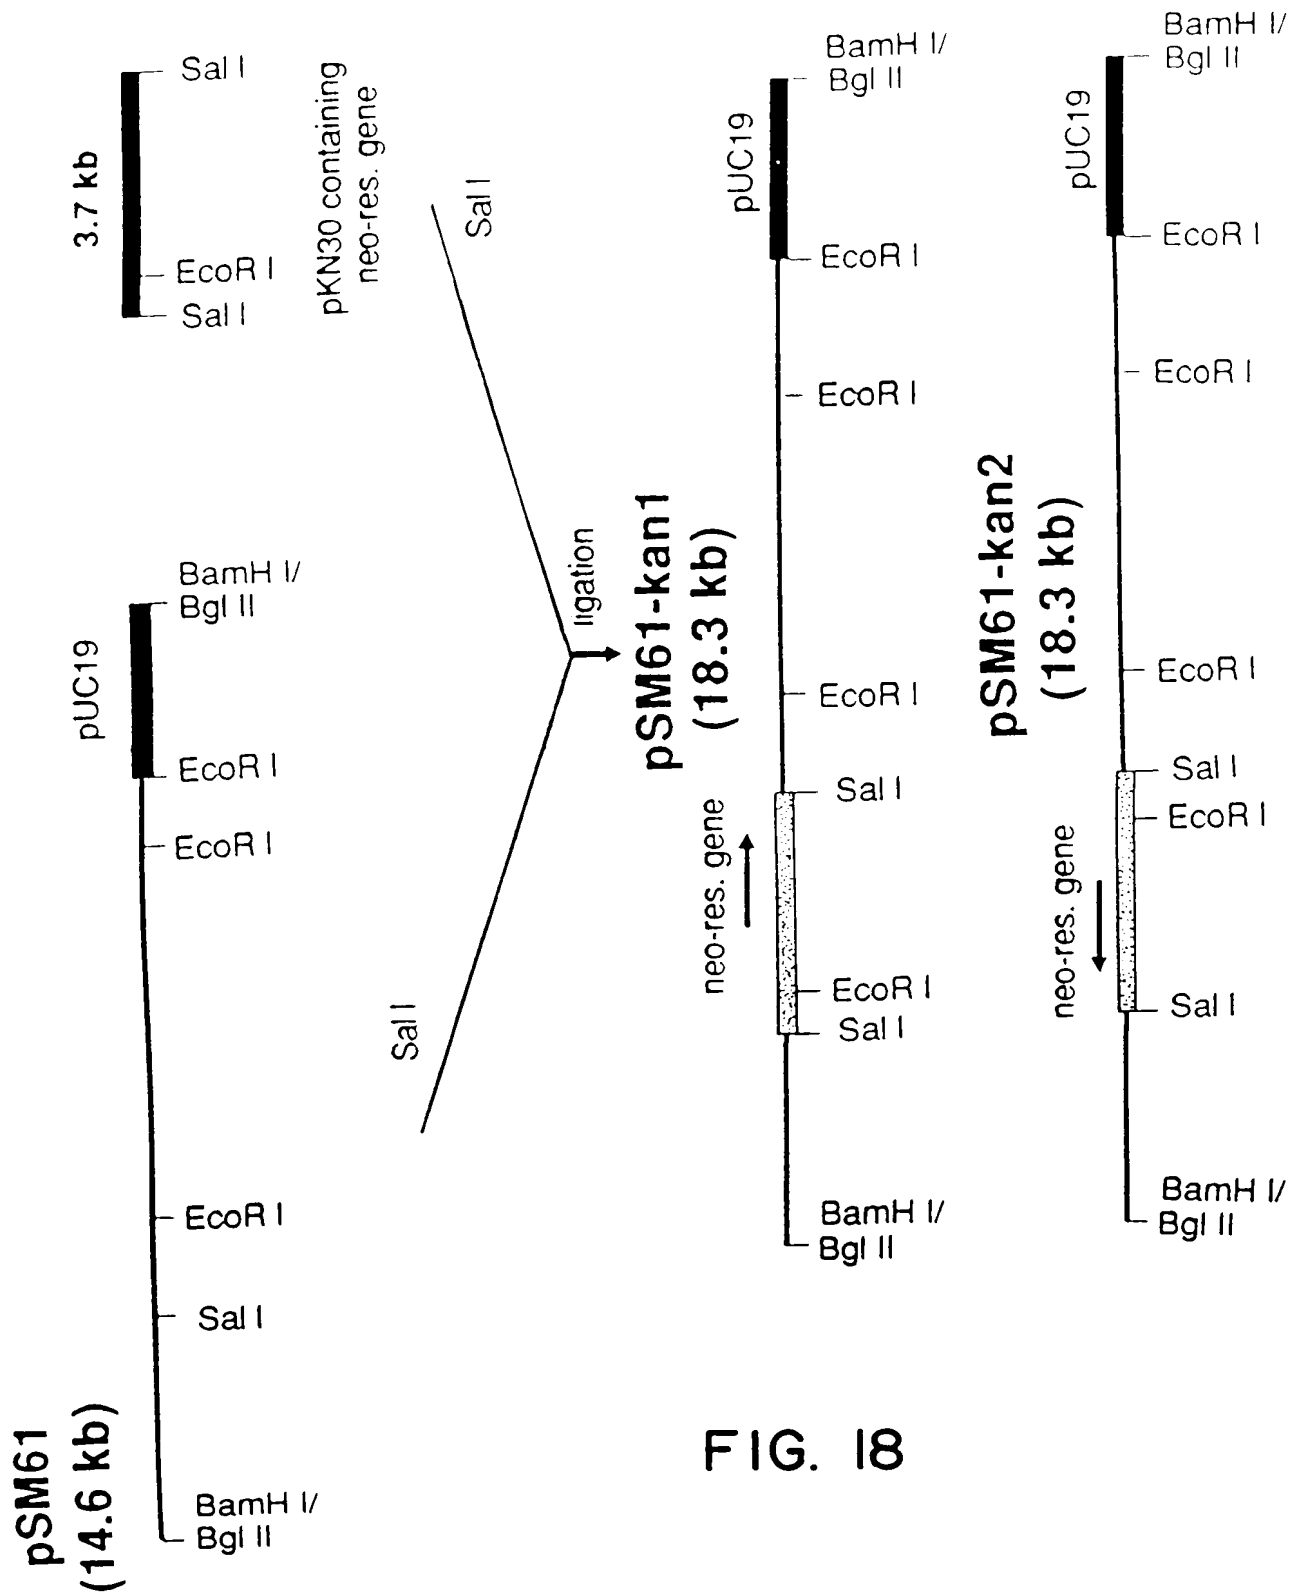 pSM61
(14.6 kb)
BamH I/
Bgl II
Sal I
EcoR I
EcoR I
EcoR I
pUC19
BamH I/
Bgl II
3.7 kb
Sal I
EcoR I
Sal I
pKN30 containing
neo-res. gene
Sal I
Sal I
ligation
pSM61-kan1
(18.3 kb)
BamH I/
Bgl II
Sal I
EcoR I
neo-res. gene
Sal I
EcoR I
EcoR I
EcoR I
pUC19
BamH I/
Bgl II
pSM61-kan2
(18.3 kb)
BamH I/
Bgl II
Sal I
neo-res. gene
EcoR I
Sal I
EcoR I
EcoR I
EcoR I
pUC19
BamH I/
Bgl II
FIG. 18